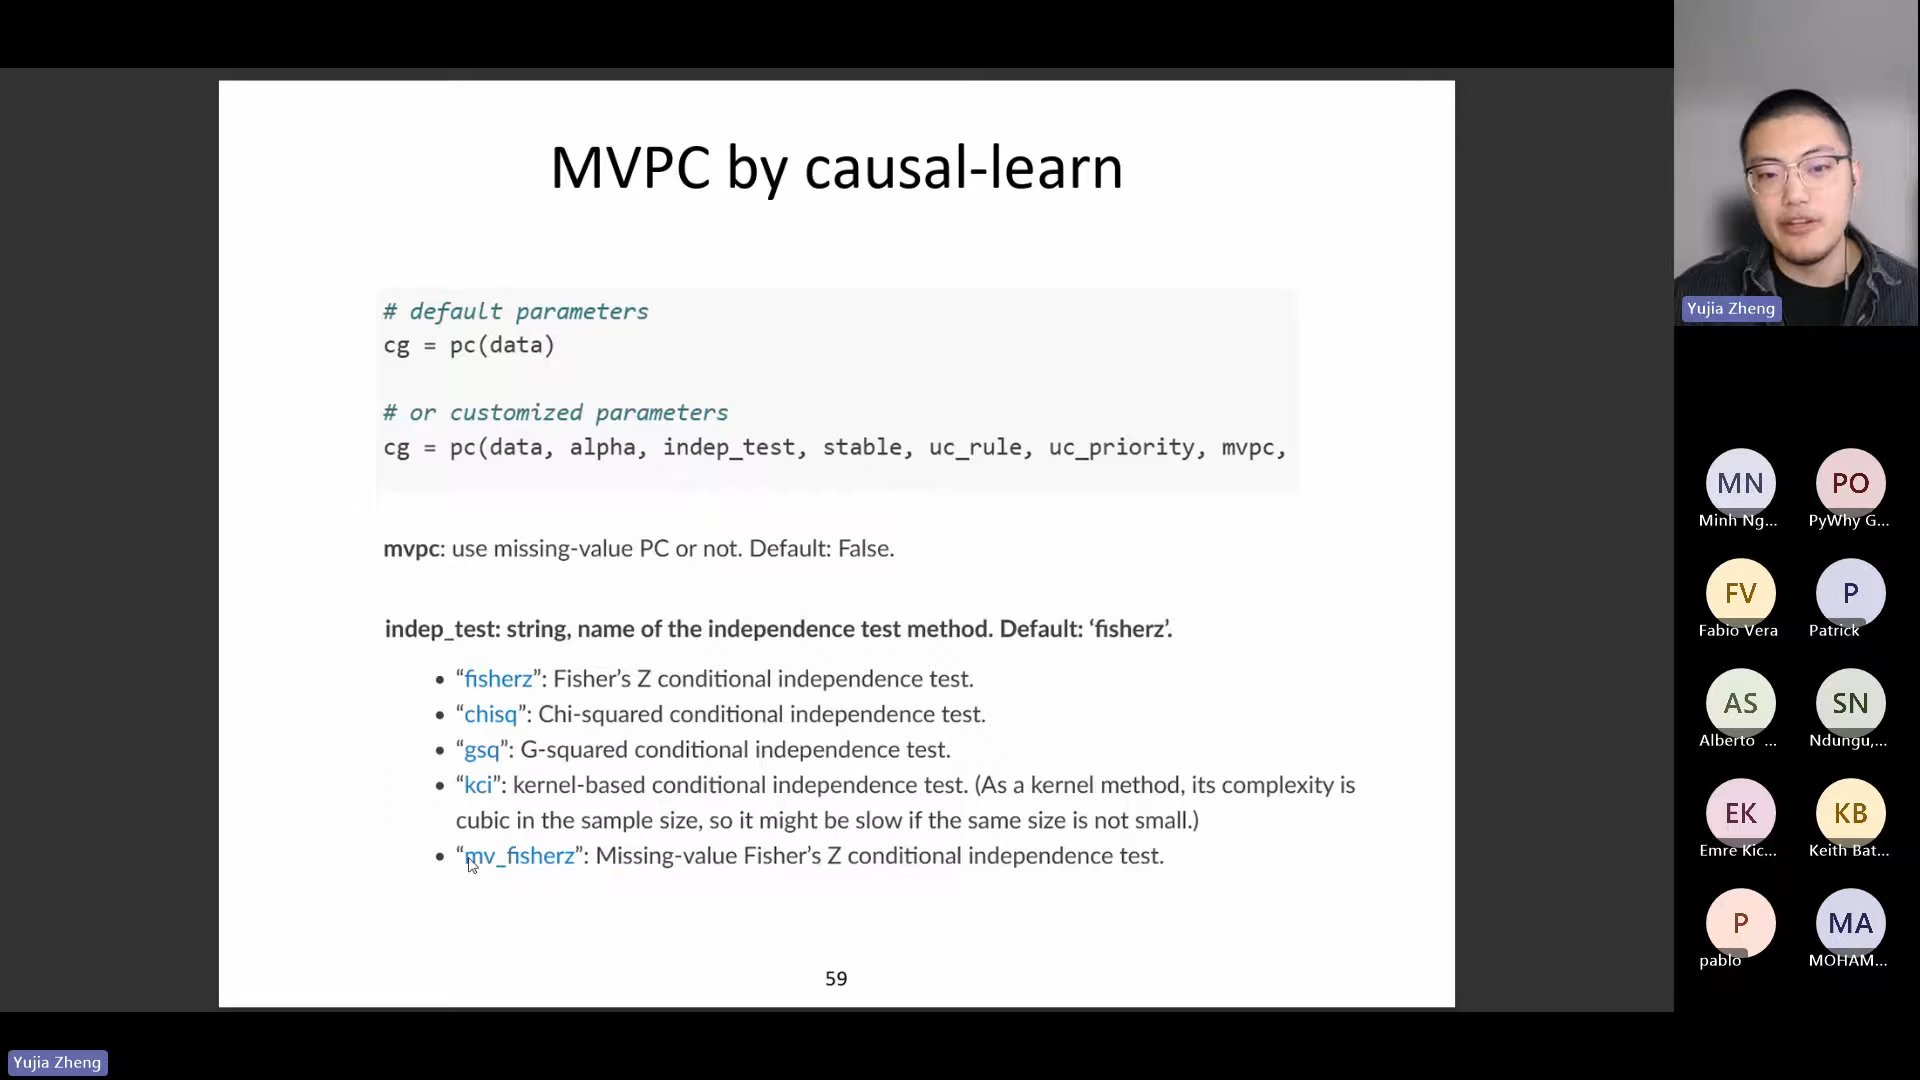 MVPC by causal-learn
# default parameters
cg = pc(data)
# or customized parameters
cg = pc(data, alpha, indep_test, stable, uc_rule, uc_priority, mvpc,
mvpc: use missing-value PC or not. Default: False.
indep_test: string, name of the independence test method. Default: ‘fisherz’.
• “fisherz”: Fisher’s Z conditional independence test.
• “chisq”: Chi-squared conditional independence test.
• “gsq”: G-squared conditional independence test.
• “kci”: kernel-based conditional independence test. (As a kernel method, its complexity is
cubic in the sample size, so it might be slow if the same size is not small.)
• “mv_fisherz”: Missing-value Fisher’s Z conditional independence test.
59
Yujia Zheng
MN
Minh Ng...
PO
PyWhy G...
FV
Fabio Vera
P
Patrick
AS
Alberto ...
SN
Ndungu,...
EK
Emre Kic...
KB
Keith Bat...
P
pablo
MA
MOHAM...
Yujia Zheng